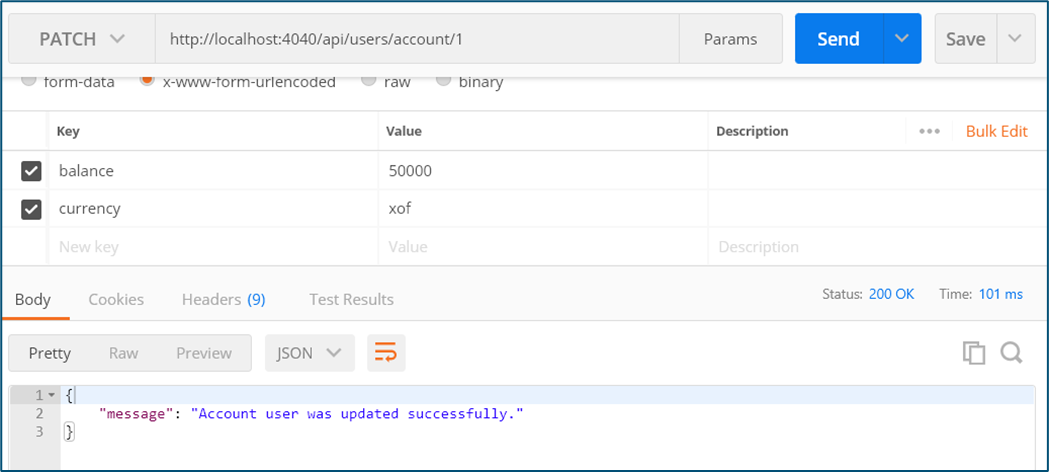 PATCH http://localhost:4040/api/users/account/1 Params Send Save
form-data x-www-form-urlencoded raw binary
Key Value Description ••• Bulk Edit
balance 50000
currency xof
New key Value Description
Body Cookies Headers (9) Test Results Status: 200 OK Time: 101 ms
Pretty Raw Preview JSON
1 {
2 "message": "Account user was updated successfully."
3 }